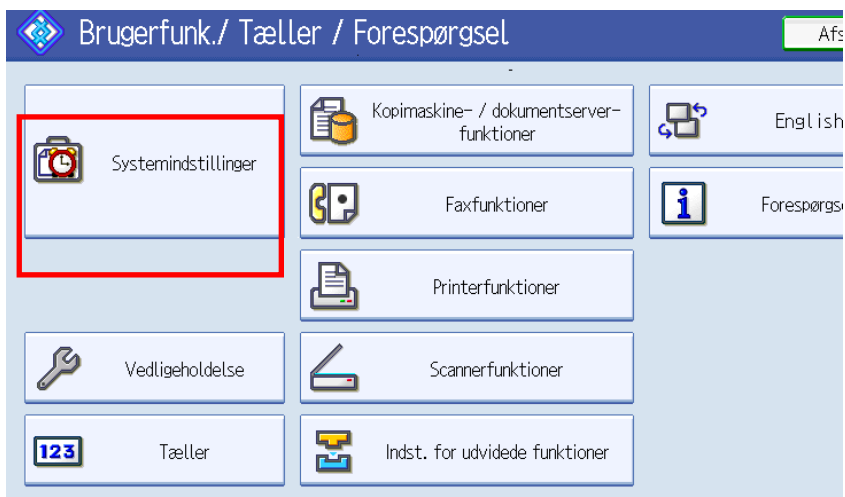 Brugerfunk./ Tæller / Forespørgsel
Afs
Systemindstillinger
Kopimaskine- / dokumentserver-
funktioner
English
Faxfunktioner
Forespørgse
Printerfunktioner
Vedligeholdelse
Scannerfunktioner
123
Tæller
Indst. for udvidede funktioner